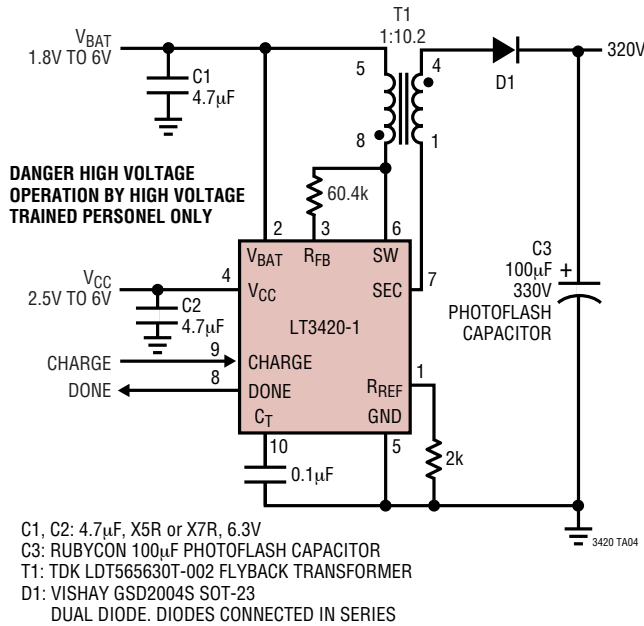 T1
1:10.2
VBAT
1.8V TO 6V
C1
4.7µF
5
4
D1
320V
8
1
DANGER HIGH VOLTAGE
OPERATION BY HIGH VOLTAGE
TRAINED PERSONEL ONLY
60.4k
2
3
6
VBAT
RFB
SW
VCC
2.5V TO 6V
4
VCC
SEC
7
C2
4.7µF
LT3420-1
C3
100µF
+
330V
PHOTOFLASH
CAPACITOR
CHARGE
9
CHARGE
DONE
8
DONE
RREF
1
CT
GND
10
5
0.1µF
2k
3420 TA04
C1, C2: 4.7µF, X5R or X7R, 6.3V
C3: RUBYCON 100µF PHOTOFLASH CAPACITOR
T1: TDK LDT565630T-002 FLYBACK TRANSFORMER
D1: VISHAY GSD2004S SOT-23
DUAL DIODE. DIODES CONNECTED IN SERIES